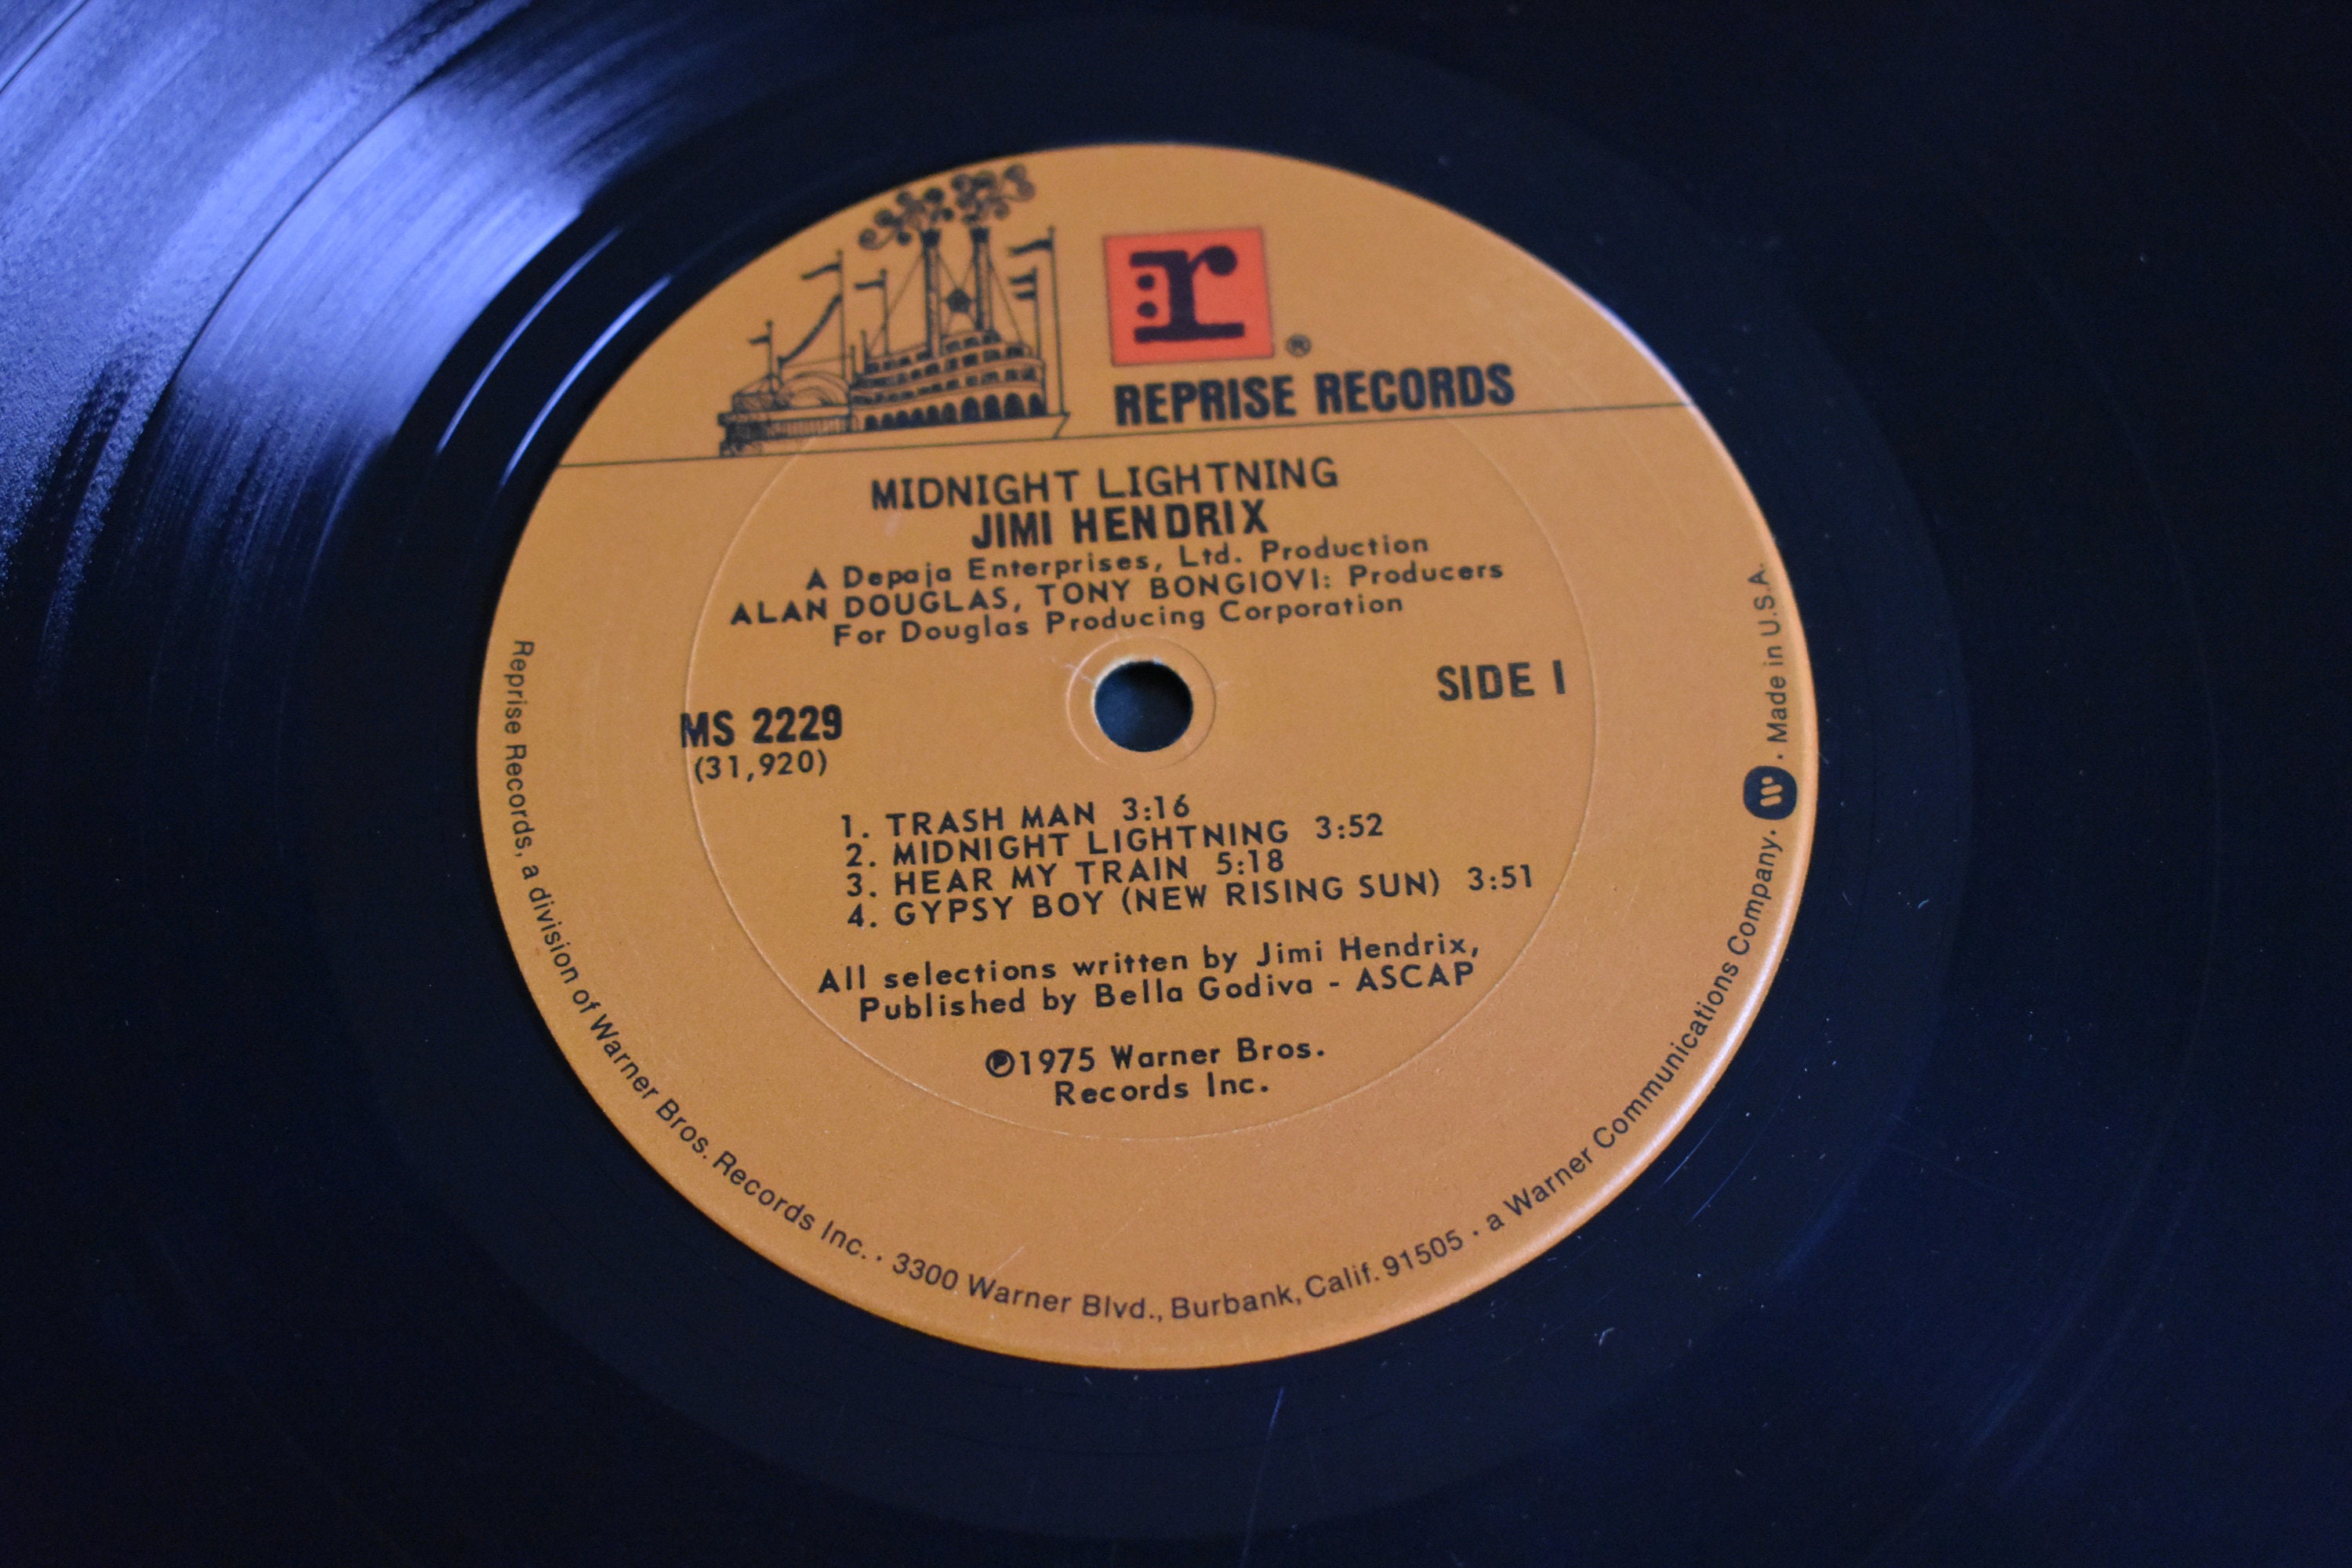 r
®
REPRISE RECORDS
MIDNIGHT LIGHTNING
JIMI HENDRIX
A Depaja Enterprises, Ltd. Production
ALAN DOUGLAS, TONY BONGIOVI: Producers
For Douglas Producing Corporation
MS 2229
(31,920)
SIDE 1
1. TRASH MAN 3:16
2. MIDNIGHT LIGHTNING 3:52
3. HEAR MY TRAIN 5:18
4. GYPSY BOY (NEW RISING SUN) 3:51
All selections written by Jimi Hendrix,
Published by Bella Godiva - ASCAP
℗1975 Warner Bros.
Records Inc.
Reprise Records, a division of Warner Bros. Records Inc. · 3300 Warner Blvd., Burbank, Calif. 91505 · a Warner Communications Company. W · Made in U.S.A.